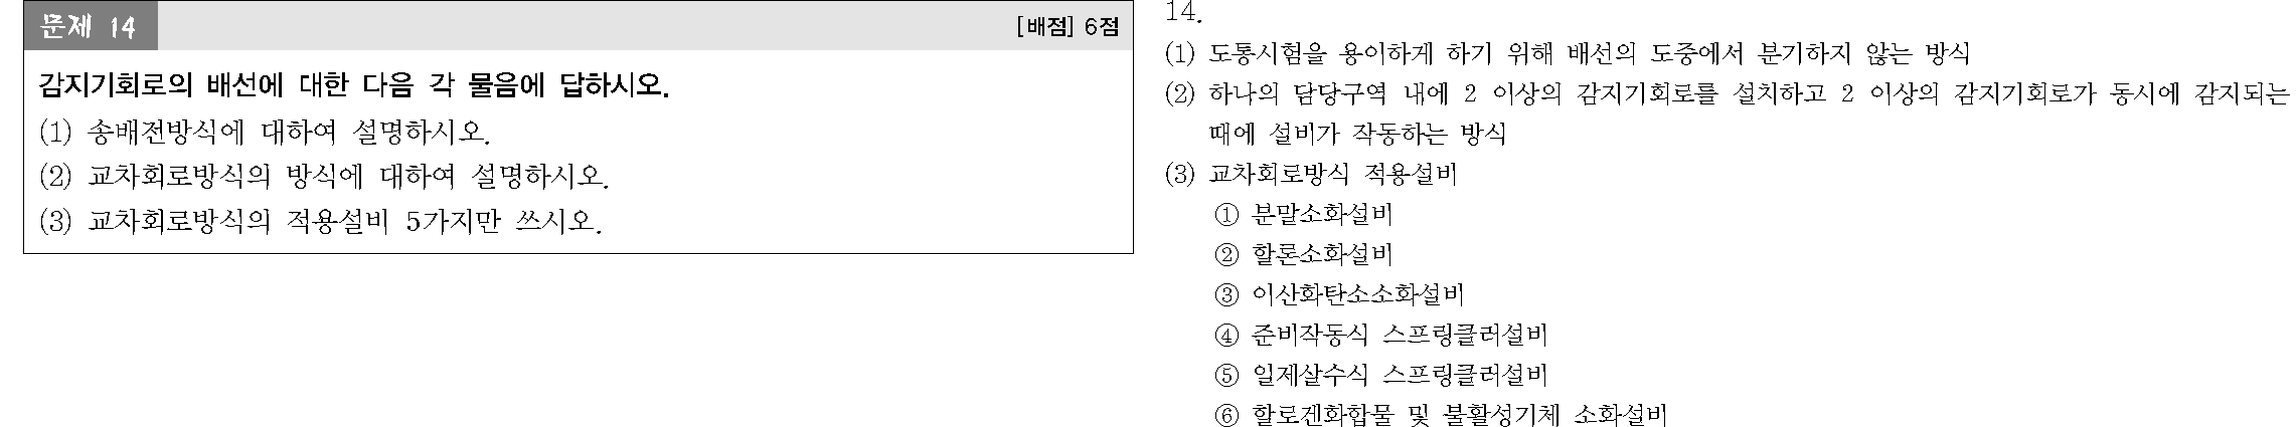 문제 14
[배점] 6점
감지기회로의 배선에 대한 다음 각 물음에 답하시오.
(1) 송배전방식에 대하여 설명하시오.
(2) 교차회로방식의 방식에 대하여 설명하시오.
(3) 교차회로방식의 적용설비 5가지만 쓰시오.
14.
(1) 도통시험을 용이하게 하기 위해 배선의 도중에서 분기하지 않는 방식
(2) 하나의 담당구역 내에 2 이상의 감지기회로를 설치하고 2 이상의 감지기회로가 동시에 감지되는
때에 설비가 작동하는 방식
(3) 교차회로방식 적용설비
① 분말소화설비
② 할론소화설비
③ 이산화탄소소화설비
④ 준비작동식 스프링클러설비
⑤ 일제살수식 스프링클러설비
⑥ 할로겐화합물 및 불활성기체 소화설비